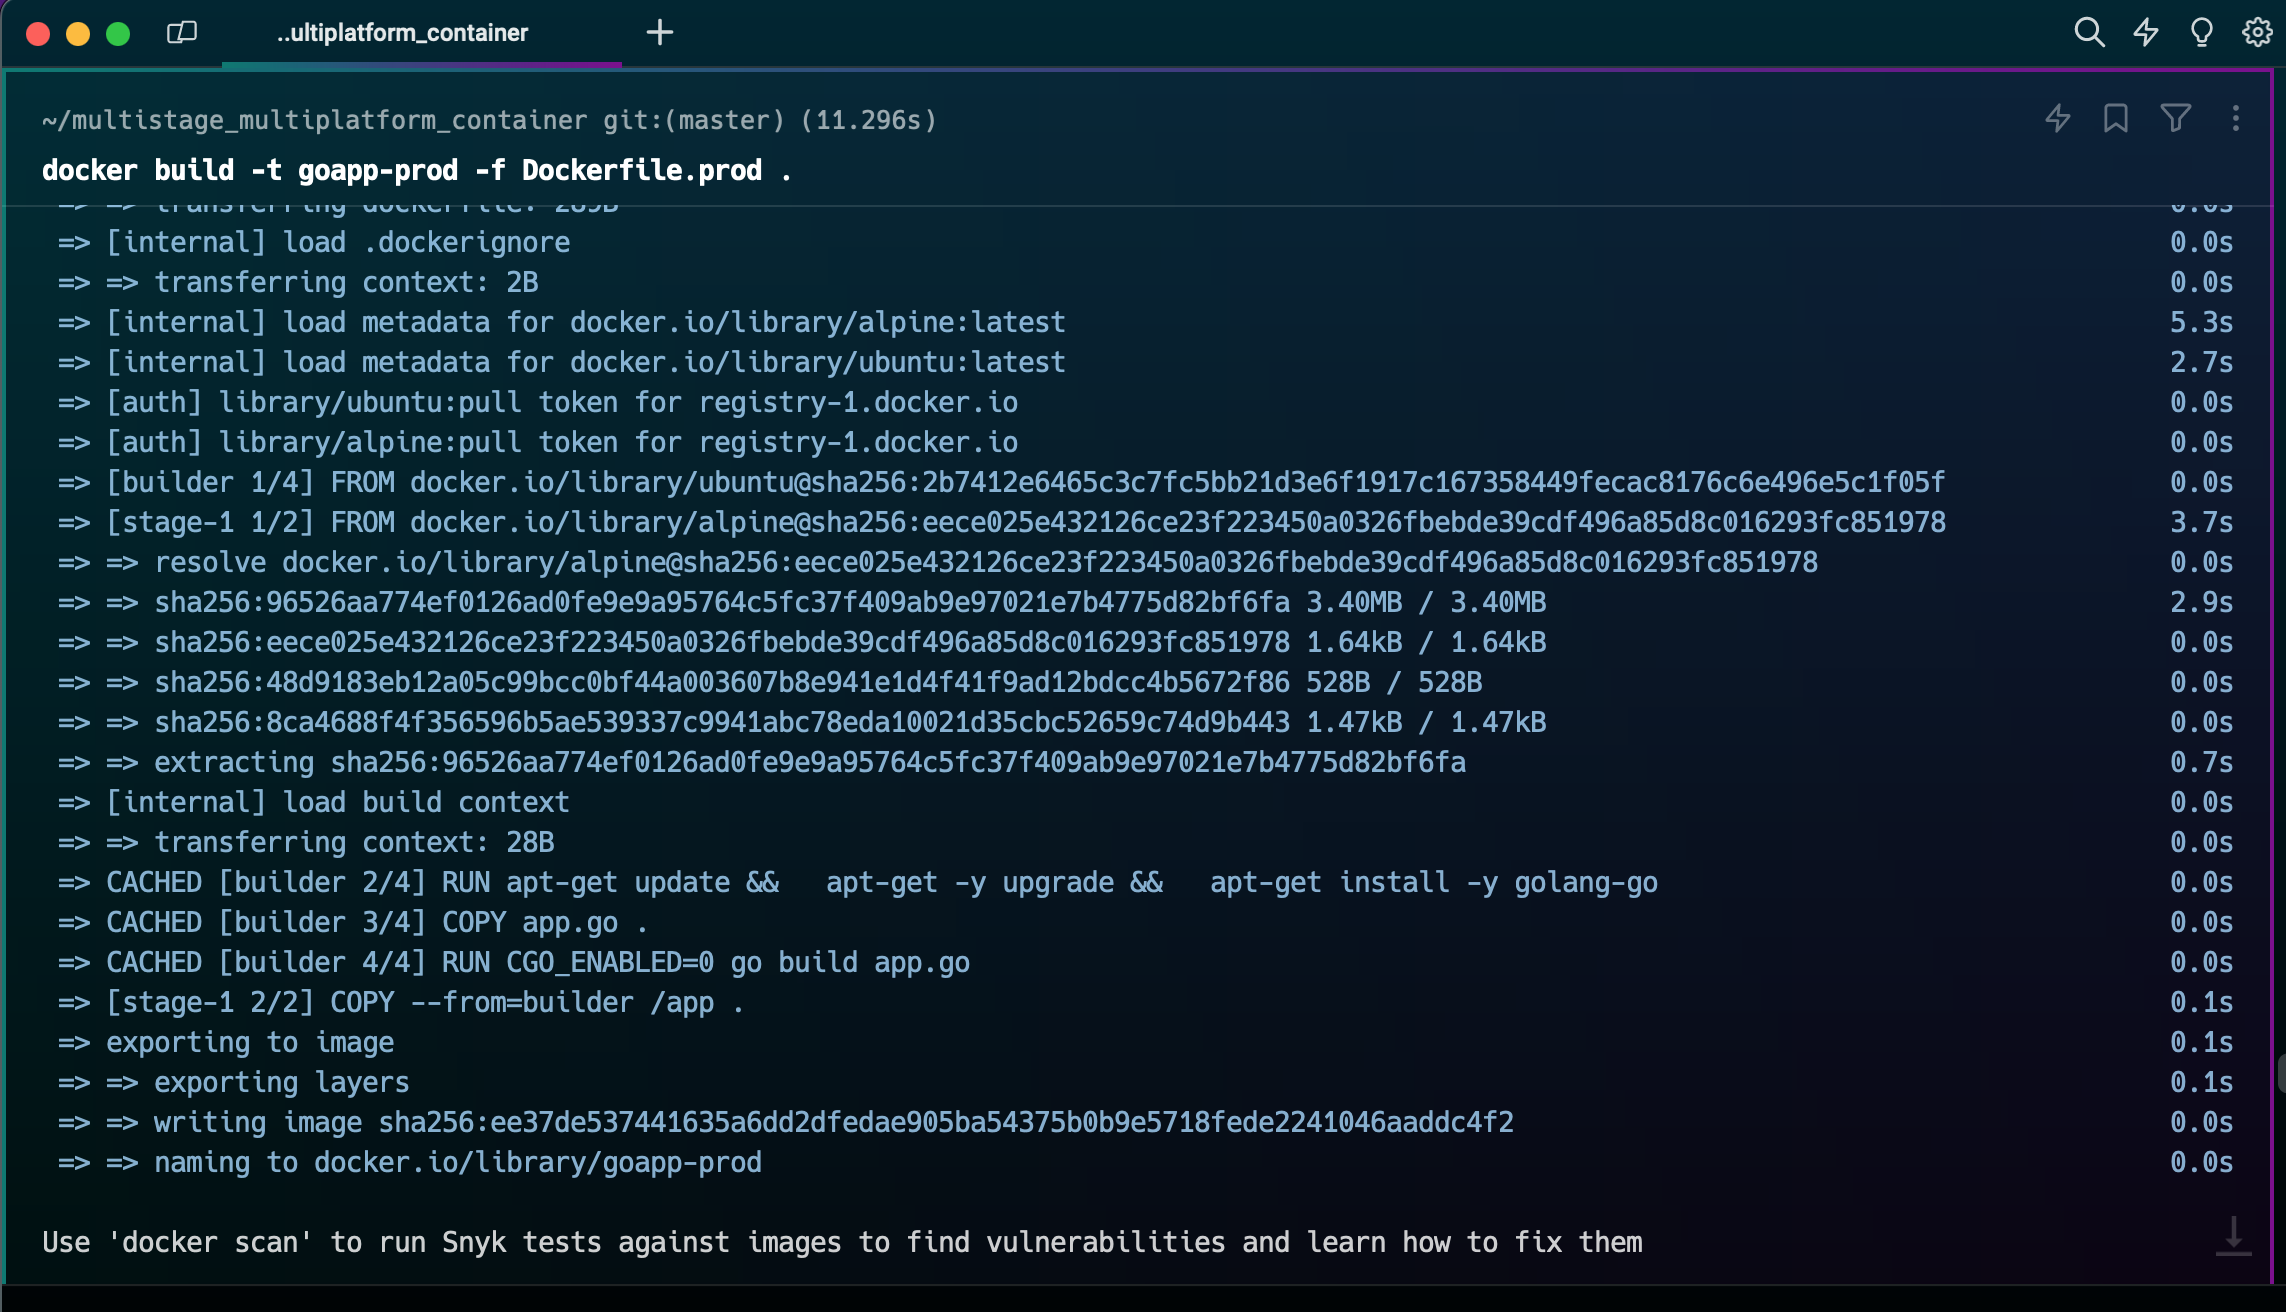 ..ultiplatform_container
~/multistage_multiplatform_container git:(master) (11.296s)
docker build -t goapp-prod -f Dockerfile.prod .
=> => transferring dockerfile: 289B 0.0s
=> [internal] load .dockerignore 0.0s
=> => transferring context: 2B 0.0s
=> [internal] load metadata for docker.io/library/alpine:latest 5.3s
=> [internal] load metadata for docker.io/library/ubuntu:latest 2.7s
=> [auth] library/ubuntu:pull token for registry-1.docker.io 0.0s
=> [auth] library/alpine:pull token for registry-1.docker.io 0.0s
=> [builder 1/4] FROM docker.io/library/ubuntu@sha256:2b7412e6465c3c7fc5bb21d3e6f1917c167358449fecac8176c6e496e5c1f05f 0.0s
=> [stage-1 1/2] FROM docker.io/library/alpine@sha256:eece025e432126ce23f223450a0326fbebde39cdf496a85d8c016293fc851978 3.7s
=> => resolve docker.io/library/alpine@sha256:eece025e432126ce23f223450a0326fbebde39cdf496a85d8c016293fc851978 0.0s
=> => sha256:96526aa774ef0126ad0fe9e9a95764c5fc37f409ab9e97021e7b4775d82bf6fa 3.40MB / 3.40MB 2.9s
=> => sha256:eece025e432126ce23f223450a0326fbebde39cdf496a85d8c016293fc851978 1.64kB / 1.64kB 0.0s
=> => sha256:48d9183eb12a05c99bcc0bf44a003607b8e941e1d4f41f9ad12bdcc4b5672f86 528B / 528B 0.0s
=> => sha256:8ca4688f4f356596b5ae539337c9941abc78eda10021d35cbc52659c74d9b443 1.47kB / 1.47kB 0.0s
=> => extracting sha256:96526aa774ef0126ad0fe9e9a95764c5fc37f409ab9e97021e7b4775d82bf6fa 0.7s
=> [internal] load build context 0.0s
=> => transferring context: 28B 0.0s
=> CACHED [builder 2/4] RUN apt-get update &&   apt-get -y upgrade &&   apt-get install -y golang-go 0.0s
=> CACHED [builder 3/4] COPY app.go . 0.0s
=> CACHED [builder 4/4] RUN CGO_ENABLED=0 go build app.go 0.0s
=> [stage-1 2/2] COPY --from=builder /app . 0.1s
=> exporting to image 0.1s
=> => exporting layers 0.1s
=> => writing image sha256:ee37de537441635a6dd2dfedae905ba54375b0b9e5718fede2241046aaddc4f2 0.0s
=> => naming to docker.io/library/goapp-prod 0.0s
Use 'docker scan' to run Snyk tests against images to find vulnerabilities and learn how to fix them